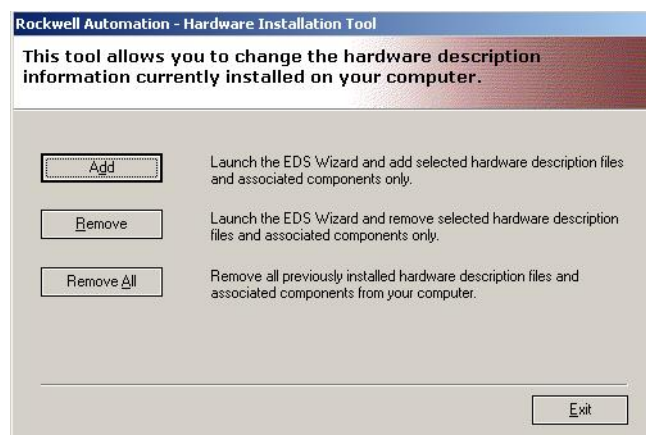 Rockwell Automation - Hardware Installation Tool
This tool allows you to change the hardware description
information currently installed on your computer.
Add
Launch the EDS Wizard and add selected hardware description files
and associated components only.
Remove
Launch the EDS Wizard and remove selected hardware description
files and associated components only.
Remove All
Remove all previously installed hardware description files and
associated components from your computer.
Exit